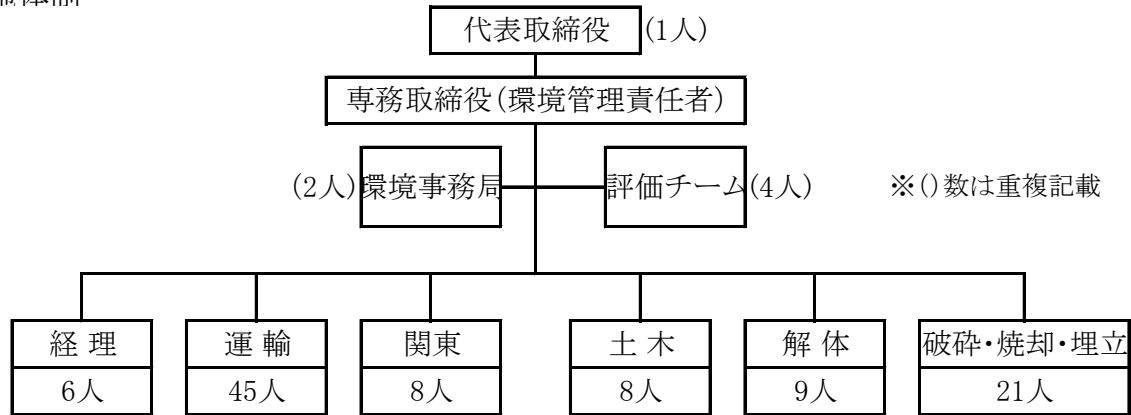 代表取締役 (1人)
専務取締役(環境管理責任者)
(2人) 環境事務局 評価チーム (4人) ※()数は重複記載
経 理 運 輸 関東 土 木 解 体 破砕・焼却・埋立
6人 45人 8人 8人 9人 21人